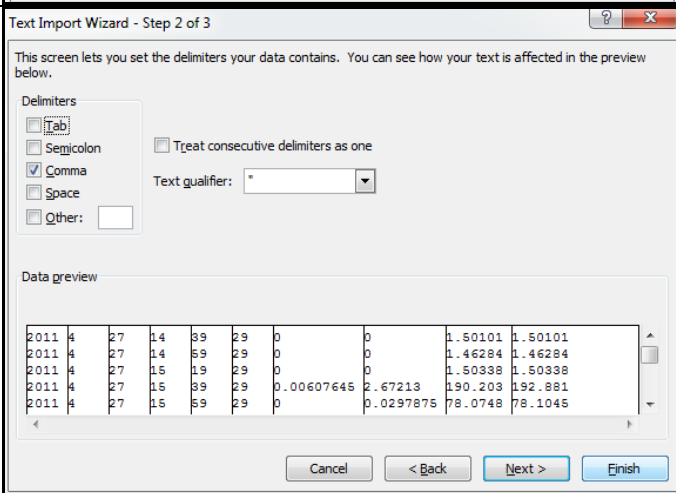 Text Import Wizard - Step 2 of 3
This screen lets you set the delimiters your data contains.  You can see how your text is affected in the preview
below.
Delimiters
Tab
Semicolon
Comma
Space
Other:
Treat consecutive delimiters as one
Text qualifier: "
Data preview
2011 4 27 14 39 29 0 0 1.50101 1.50101
2011 4 27 14 59 29 0 0 1.46284 1.46284
2011 4 27 15 19 29 0 0 1.50338 1.50338
2011 4 27 15 39 29 0.00607645 2.67213 190.203 192.881
2011 4 27 15 59 29 0 0.0297875 78.0748 78.1045
Cancel < Back Next > Finish